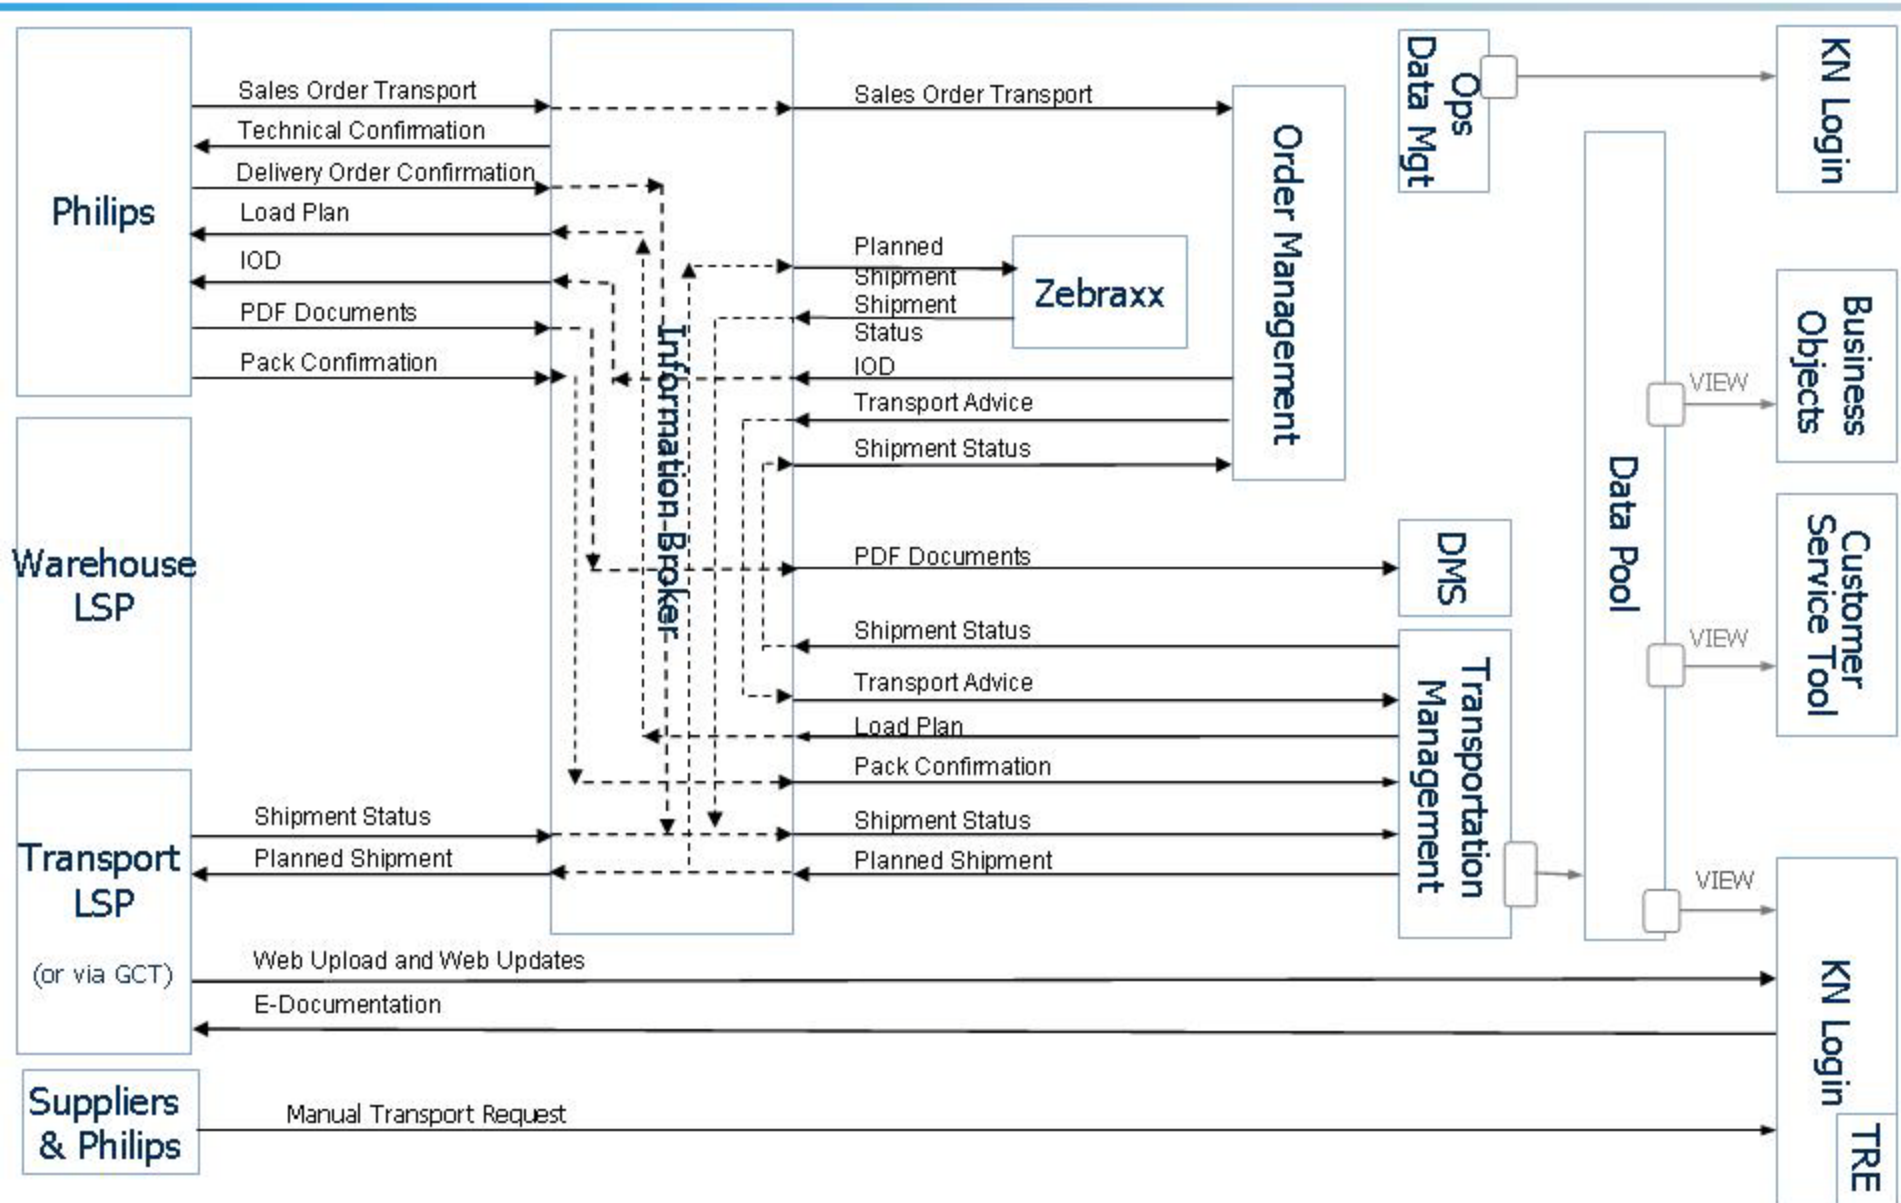 Philips
Sales Order Transport
Technical Confirmation
Delivery Order Confirmation
Load Plan
IOD
PDF Documents
Pack Confirmation
Warehouse
LSP
Transport
LSP
(or via GCT)
Shipment Status
Planned Shipment
Web Upload and Web Updates
E-Documentation
Suppliers
& Philips
Manual Transport Request
Information Broker
Sales Order Transport
Planned
Shipment
Shipment
Status
IOD
Transport Advice
Shipment Status
PDF Documents
Shipment Status
Transport Advice
Load Plan
Pack Confirmation
Shipment Status
Planned Shipment
Zebraxx
Order Management
Ops
Data Mgt
DMS
Transportation
Management
Data Pool
VIEW
VIEW
VIEW
KN Login
Business
Objects
Customer
Service Tool
KN Login
TRE